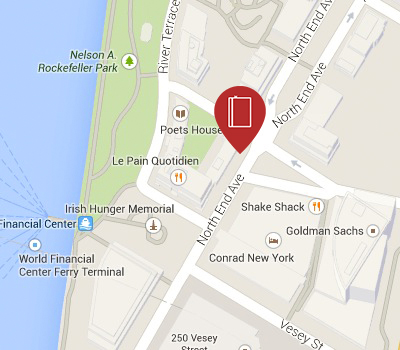 Nelson A.
Rockefeller Park
River Terrace
North End Ave
North End Ave
Poets House
Le Pain Quotidien
Irish Hunger Memorial
Financial Center
World Financial
Center Ferry Terminal
North End Ave
Shake Shack
Goldman Sachs
Conrad New York
250 Vesey
Street
Vesey St